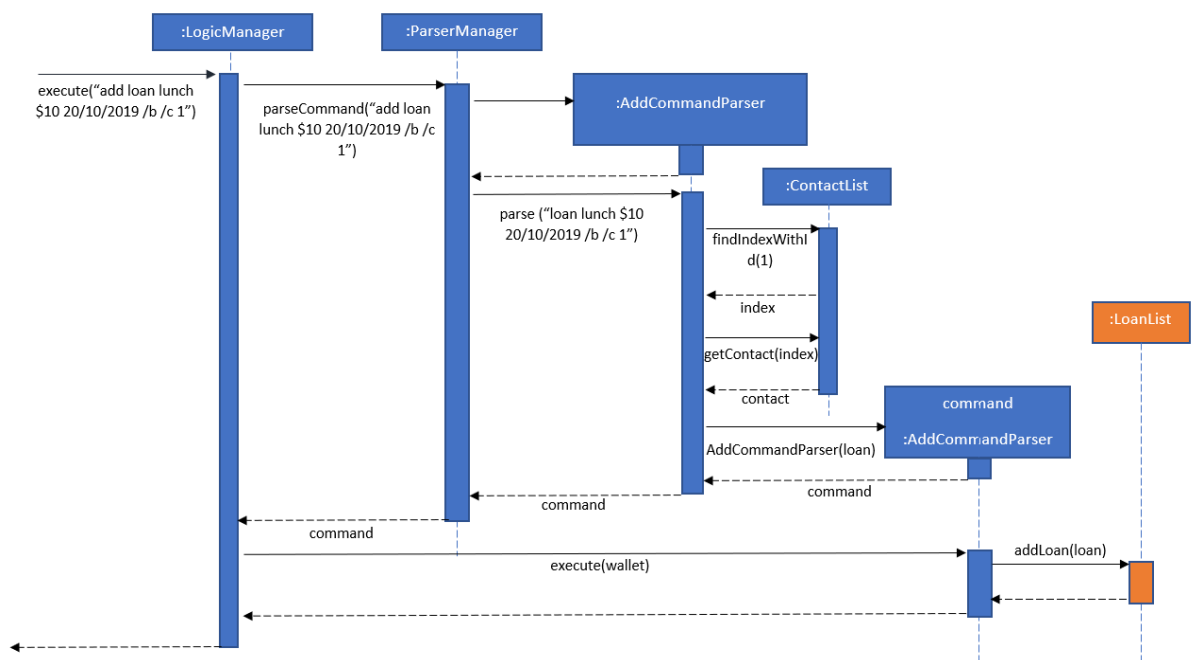 :LogicManager
:ParserManager
execute(“add loan lunch
$10 20/10/2019 /b /c 1”)
parseCommand(“add loan
lunch $10 20/10/2019 /b /c
1”)
:AddCommandParser
:ContactList
parse (“loan lunch $10
20/10/2019 /b /c 1”)
findIndexWithI
d(1)
index
:LoanList
getContact(index)
contact
command
:AddCommandParser
AddCommandParser(loan)
command
command
command
execute(wallet)
addLoan(loan)